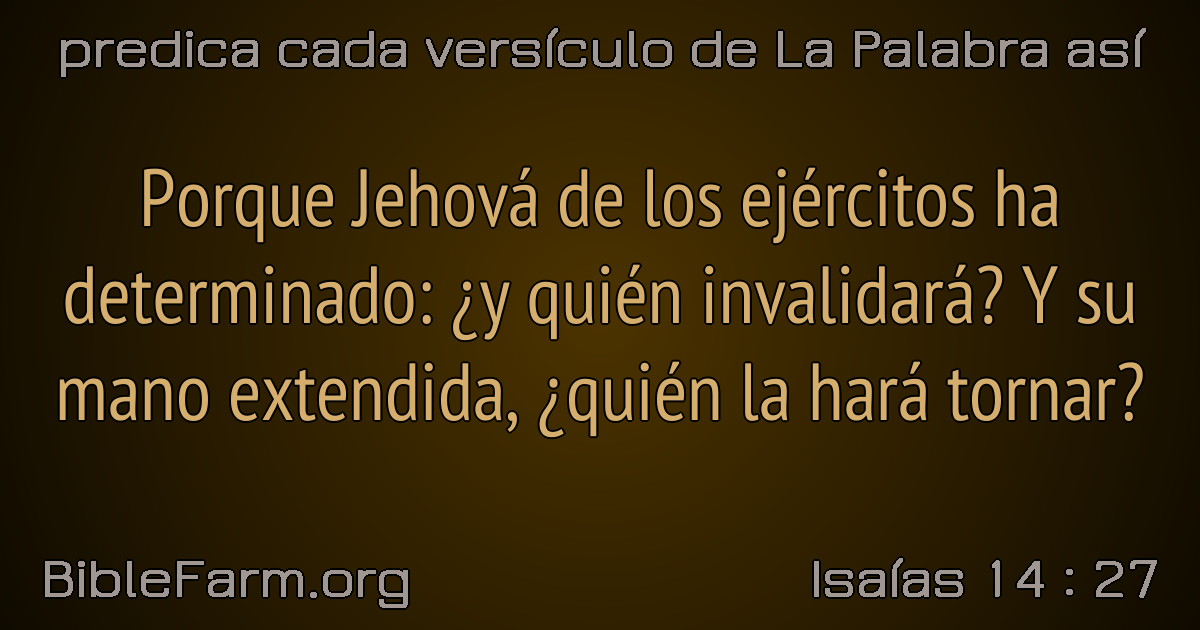 predica cada versículo de La Palabra así
Porque Jehová de los ejércitos ha
determinado: ¿y quién invalidará? Y su
mano extendida, ¿quién la hará tornar?
BibleFarm.org
Isaías 14 : 27